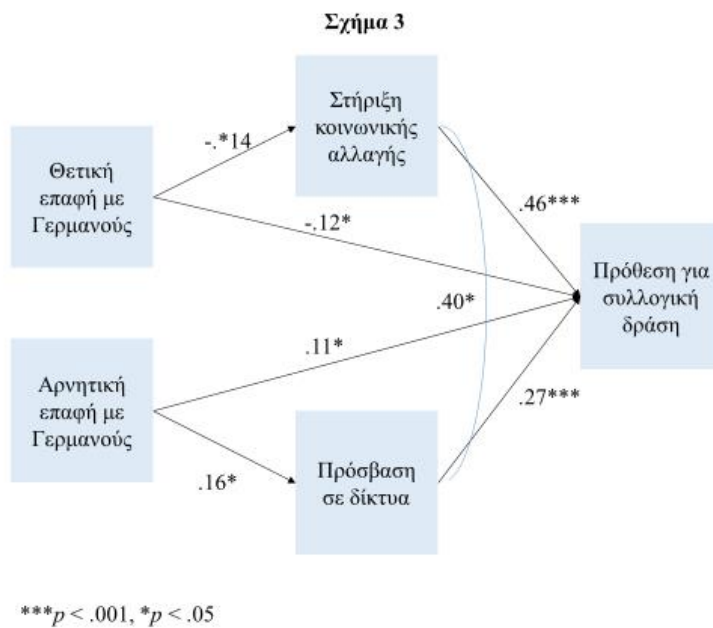 Σχήμα 3
Στήριξη
κοινωνικής
αλλαγής
Θετική
επαφή με
Γερμανούς
-.*14
-.12*
.46***
Πρόθεση για
συλλογική
δράση
.40*
.11*
Αρνητική
επαφή με
Γερμανούς
.27***
.16*
Πρόσβαση
σε δίκτυα
***p < .001, *p < .05